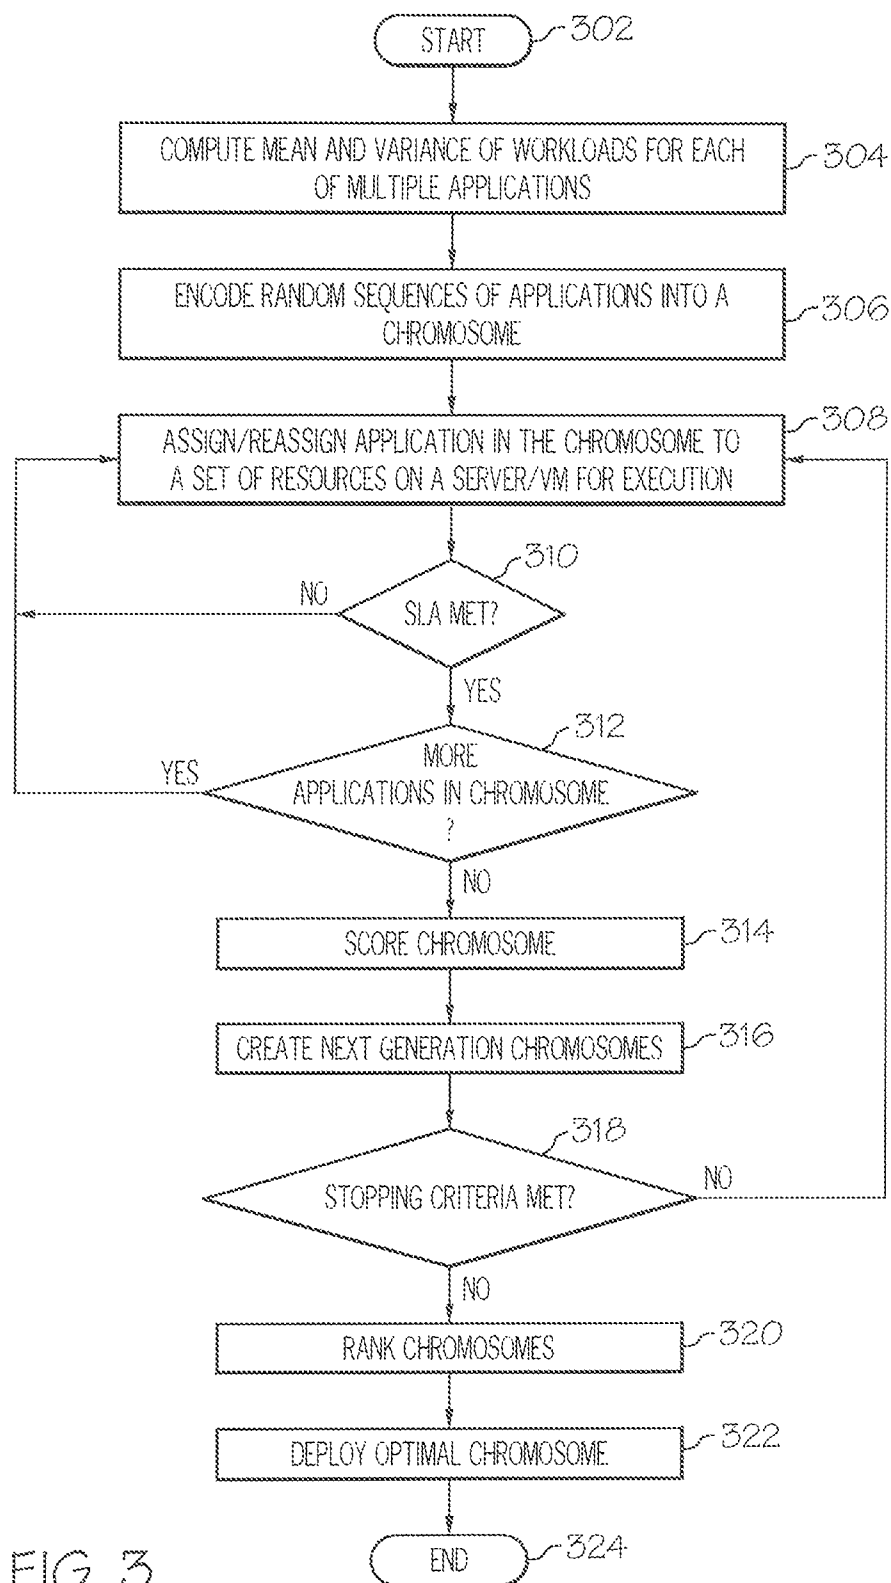 START
302
COMPUTE MEAN AND VARIANCE OF WORKLOADS FOR EACH
OF MULTIPLE APPLICATIONS
304
ENCODE RANDOM SEQUENCES OF APPLICATIONS INTO A
CHROMOSOME
306
308
ASSIGN/REASSIGN APPLICATION IN THE CHROMOSOME TO
A SET OF RESOURCES ON A SERVER/VM FOR EXECUTION
310
NO
SLA MET?
YES
312
MORE
YES
APPLICATIONS IN CHROMOSOME
?
NO
SCORE CHROMOSOME
314
CREATE NEXT GENERATION CHROMOSOMES
316
318
STOPPING CRITERIA MET?
NO
NO
RANK CHROMOSOMES
320
DEPLOY OPTIMAL CHROMOSOME
322
END
324
FIG. 3